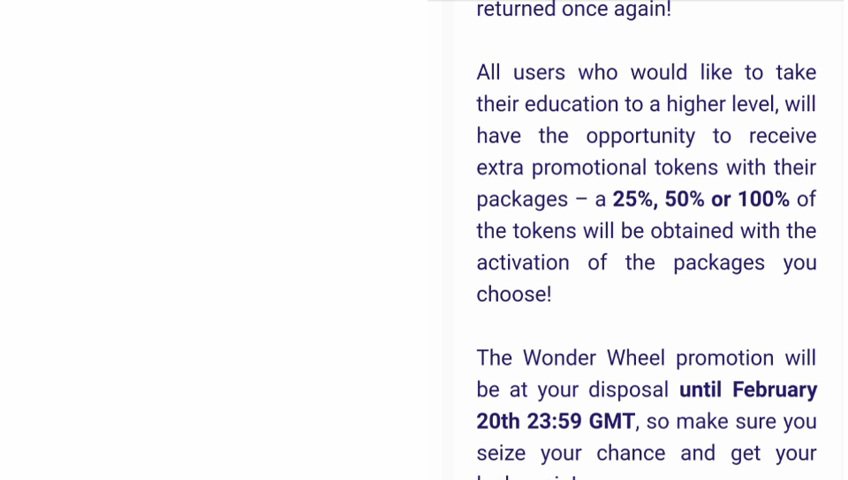 returned once again!
All users who would like to take
their education to a higher level, will
have the opportunity to receive
extra promotional tokens with their
packages – a 25%, 50% or 100% of
the tokens will be obtained with the
activation of the packages you
choose!
The Wonder Wheel promotion will
be at your disposal until February
20th 23:59 GMT, so make sure you
seize your chance and get your